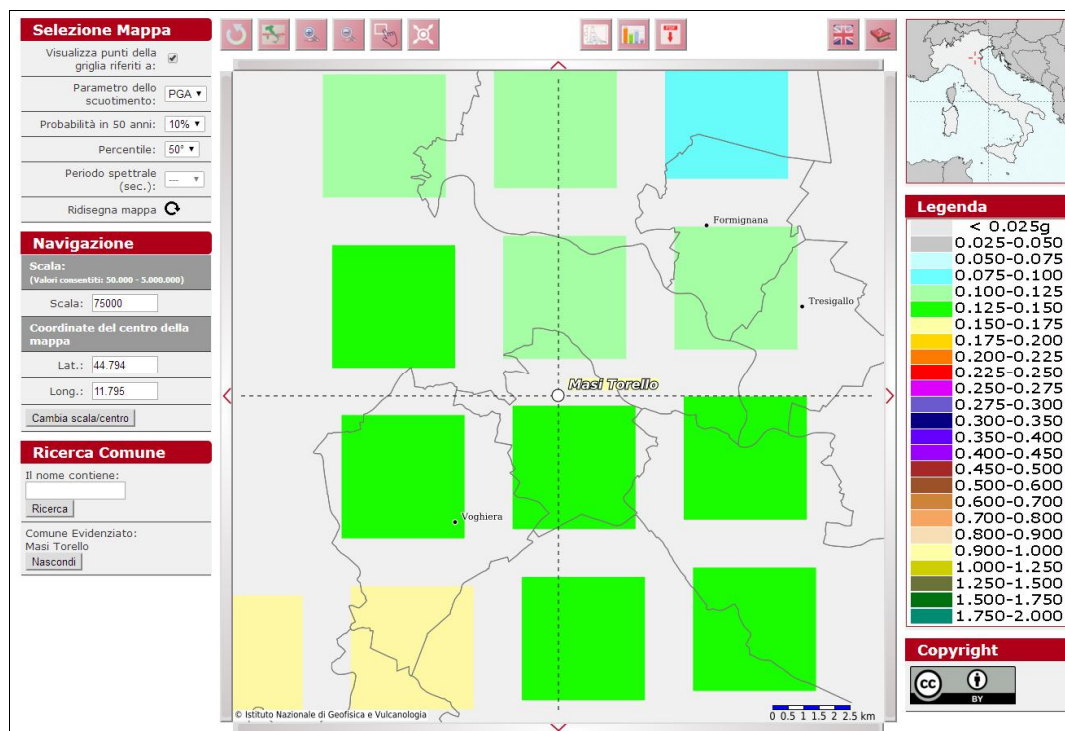 Selezione Mappa
Visualizza punti della
griglia riferiti a:
Parametro dello
scuotimento:
PGA
Probabilità in 50 anni:
10%
Percentile:
50°
Periodo spettrale
(sec.):
---
Ridisegna mappa
Navigazione
Scala:
(Valori consentiti: 50.000 - 5.000.000)
Scala:
75000
Coordinate del centro della
mappa
Lat.:
44.794
Long.:
11.795
Cambia scala/centro
Ricerca Comune
Il nome contiene:
Ricerca
Comune Evidenziato:
Masi Torello
Nascondi
Formignana
Tresigallo
Masi Torello
Voghiera
© Istituto Nazionale di Geofisica e Vulcanologia
0 0.5 1 1.5 2 2.5 km
Legenda
< 0.025g
0.025-0.050
0.050-0.075
0.075-0.100
0.100-0.125
0.125-0.150
0.150-0.175
0.175-0.200
0.200-0.225
0.225-0.250
0.250-0.275
0.275-0.300
0.300-0.350
0.350-0.400
0.400-0.450
0.450-0.500
0.500-0.600
0.600-0.700
0.700-0.800
0.800-0.900
0.900-1.000
1.000-1.250
1.250-1.500
1.500-1.750
1.750-2.000
Copyright
cc
BY